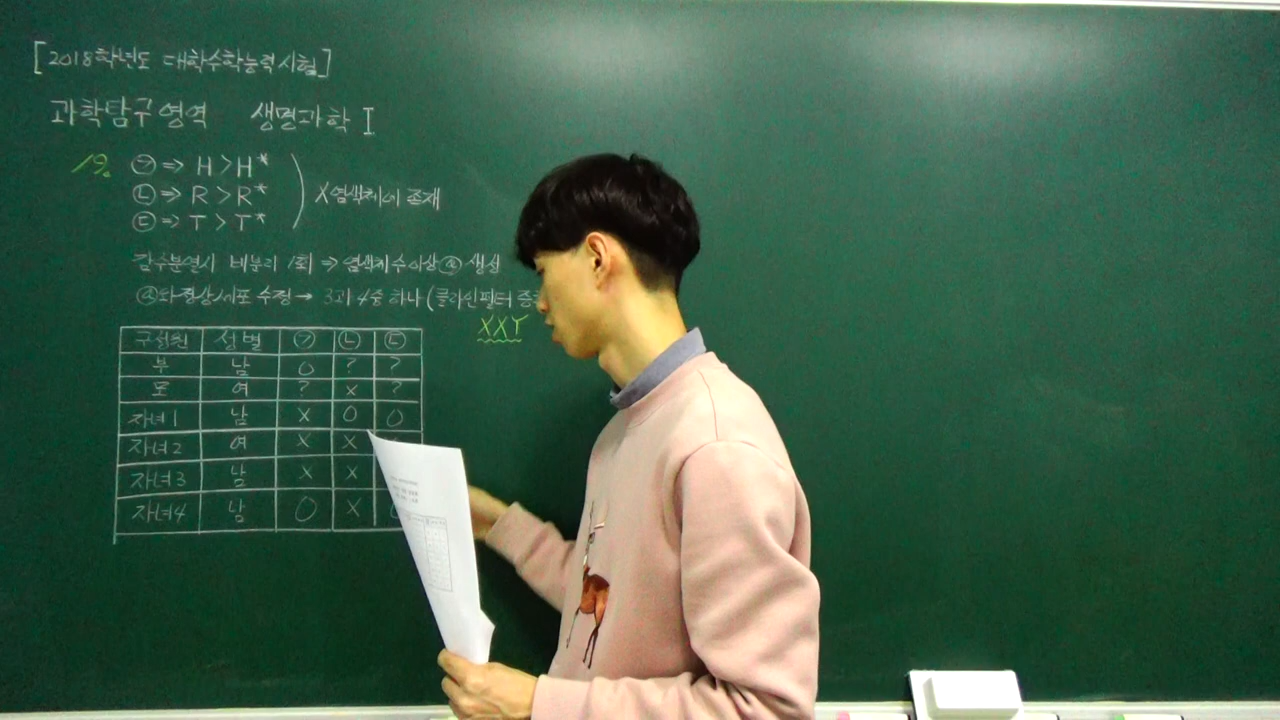 [2018학년도 대학수학능력시험]
과학탐구영역 생명과학 I
19. ㉠ ⇒ H > H*
㉡ ⇒ R > R* X염색체에 존재
㉢ ⇒ T > T*
감수분열시 비분리 1회 ⇒ 염색체수이상 ⓐ 생성
ⓐ와 정상세포 수정 → 3과 4중 하나 (클라인펠터 증
XXY
구성원 성별 ㉠ ㉡ ㉢
부 남 O ? ?
모 여 ? x ?
자녀1 남 x O O
자녀2 여 x x
자녀3 남 x x
자녀4 남 O x